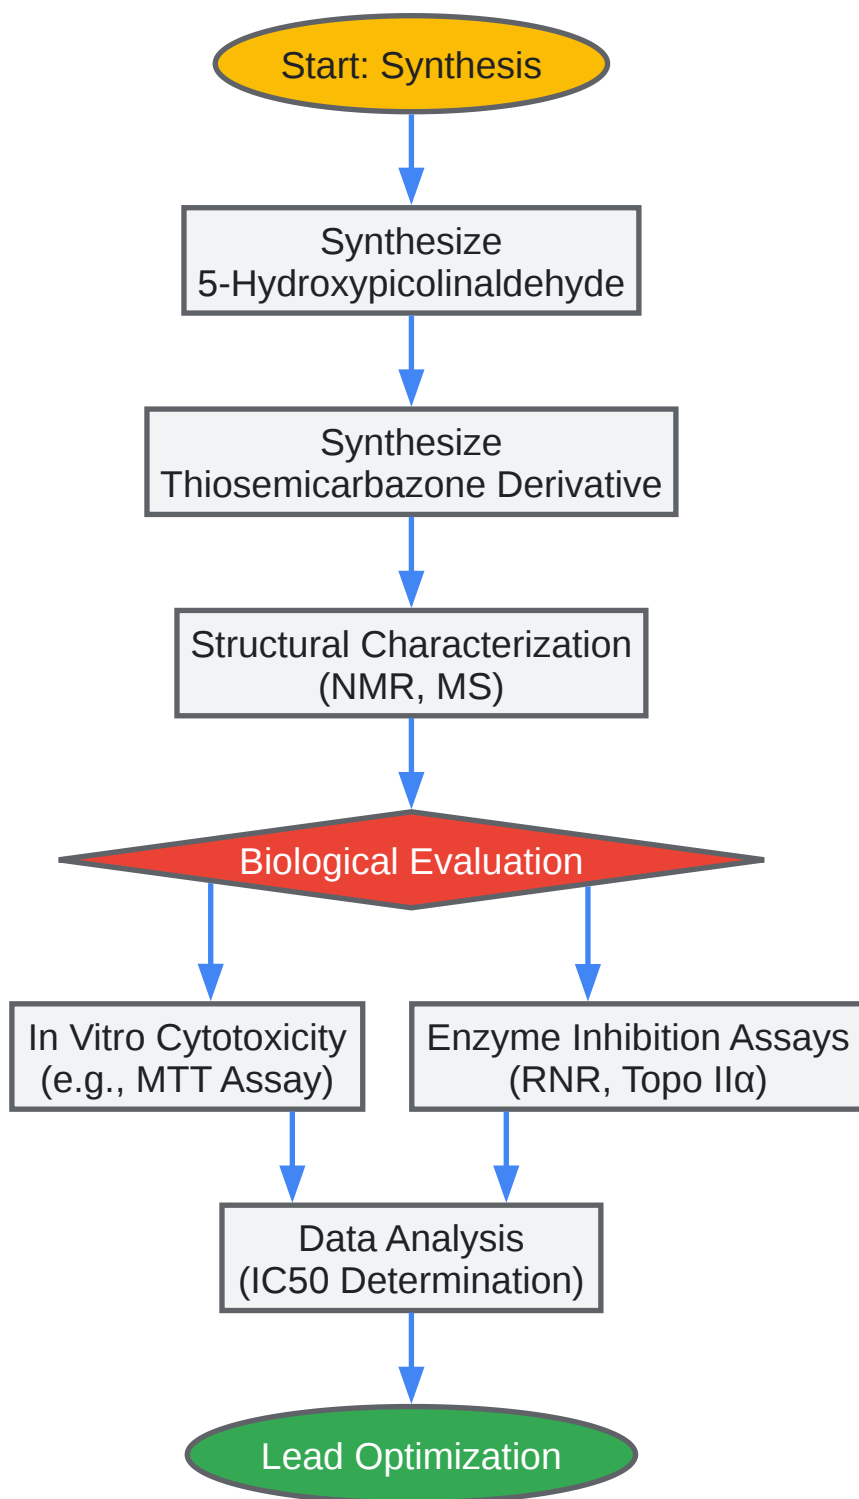 Start: Synthesis
Synthesize
5-Hydroxypicolinaldehyde
Synthesize
Thiosemicarbazone Derivative
Structural Characterization
(NMR, MS)
Biological Evaluation
In Vitro Cytotoxicity
(e.g., MTT Assay)
Enzyme Inhibition Assays
(RNR, Topo IIα)
Data Analysis
(IC50 Determination)
Lead Optimization